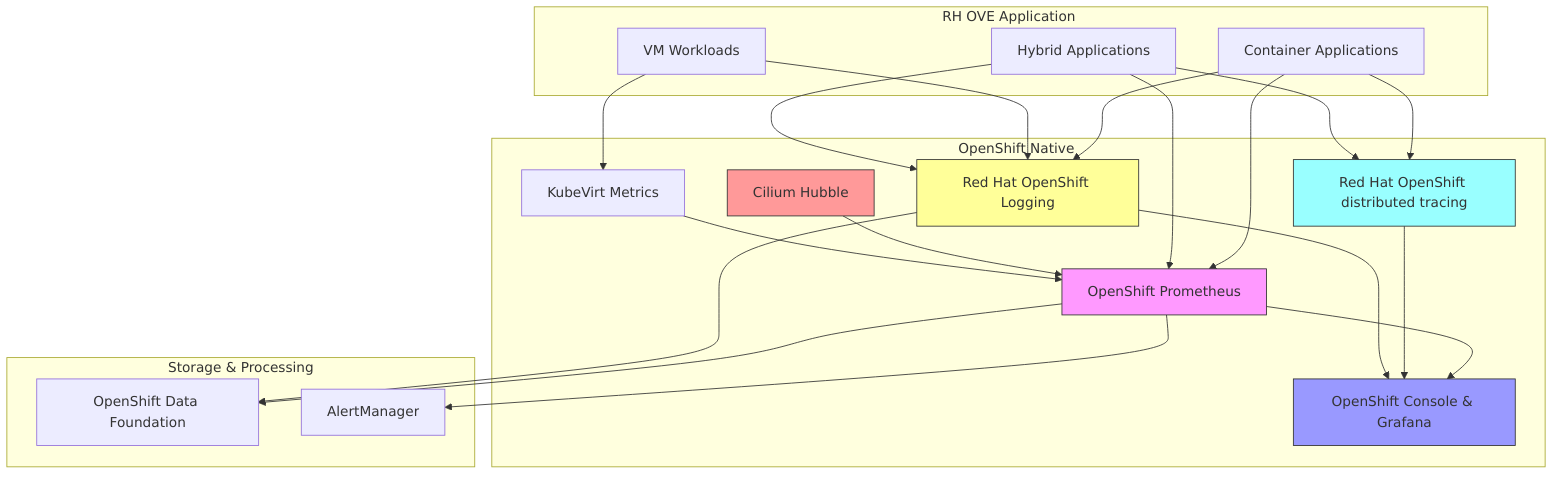 RH OVE Application
VM Workloads
Hybrid Applications
Container Applications
OpenShift Native
KubeVirt Metrics
Cilium Hubble
Red Hat OpenShift
Logging
Red Hat OpenShift
distributed tracing
OpenShift Prometheus
Storage & Processing
OpenShift Data
Foundation
AlertManager
OpenShift Console &
Grafana